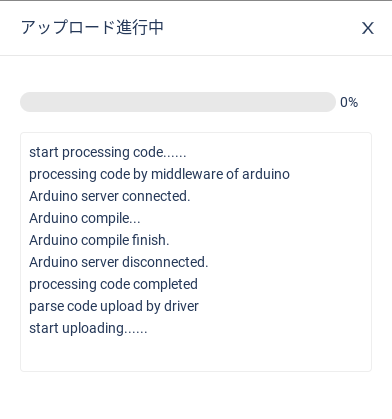 アップロード進行中
X
0%
start processing code......
processing code by middleware of arduino
Arduino server connected.
Arduino compile...
Arduino compile finish.
Arduino server disconnected.
processing code completed
parse code upload by driver
start uploading......